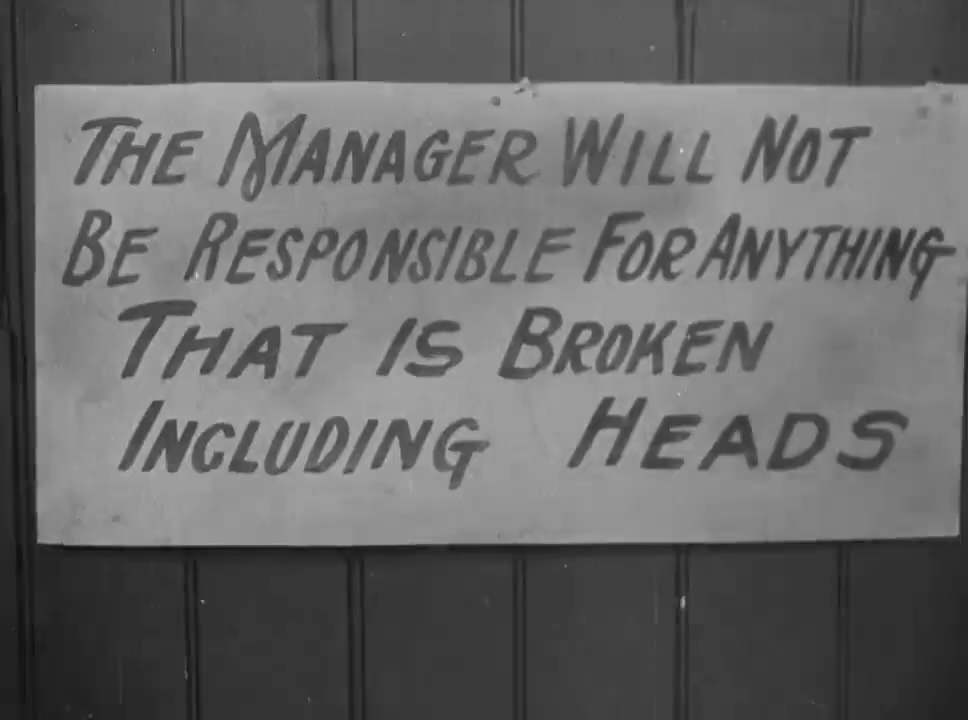 THE MANAGER WILL NOT
BE RESPONSIBLE FOR ANYTHING
THAT IS BROKEN
INCLUDING HEADS